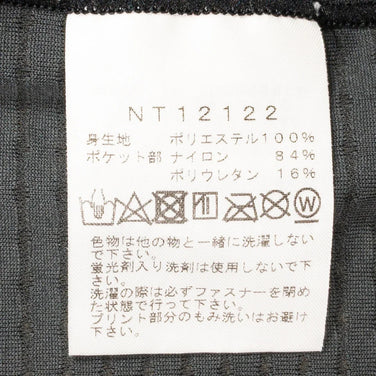 NT12122
身生地 ポリエステル100%
ポケット部 ナイロン 84%
ポリウレタン 16%
色物は他の物と一緒に洗濯しない
で下さい。
蛍光剤入り洗剤は使用しない で下
さい。
洗濯の際は必ずファスナーを閉め
た状態で行って下さい。
プリント部分のもみ洗いはお避け
下さい。